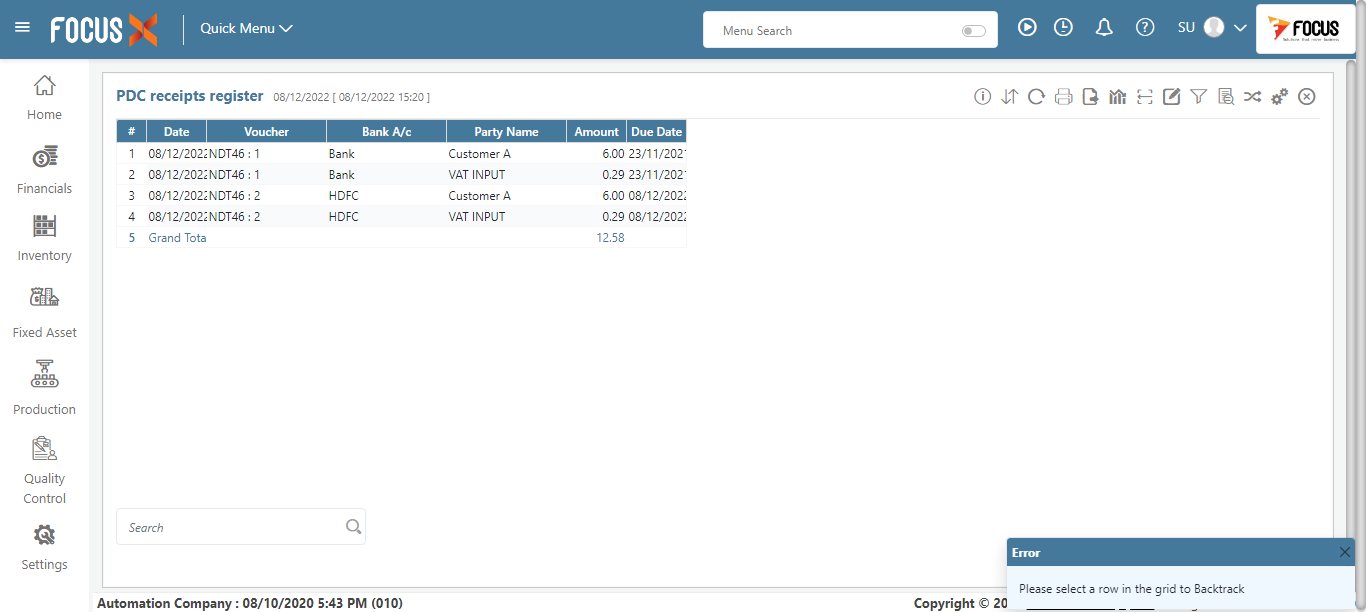 FOCUS X Quick Menu Menu Search SU FOCUS
Home
Financials
Inventory
Fixed Asset
Production
Quality
Control
Settings
PDC receipts register 08/12/2022 [ 08/12/2022 15:20 ]
# Date Voucher Bank A/c Party Name Amount Due Date
1 08/12/2022 NDT46 : 1 Bank Customer A 6.00 23/11/2021
2 08/12/2022 NDT46 : 1 Bank VAT INPUT 0.29 23/11/2021
3 08/12/2022 NDT46 : 2 HDFC Customer A 6.00 08/12/2022
4 08/12/2022 NDT46 : 2 HDFC VAT INPUT 0.29 08/12/2022
5 Grand Tota 12.58
Search
Error
Please select a row in the grid to Backtrack
Automation Company : 08/10/2020 5:43 PM (010) Copyright © 20